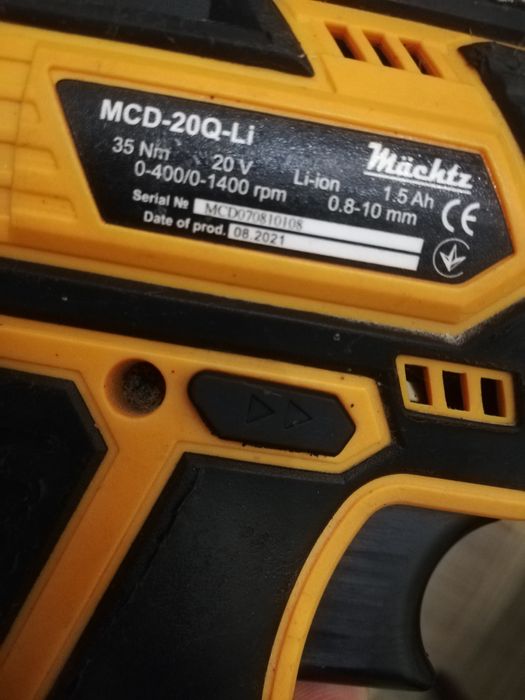 MCD-20Q-Li
Mächtz
35 Nm 20 V Li-ion 1.5 Ah
0-400/0-1400 rpm 0.8-10 mm
Serial № MCD070810108
Date of prod. 08.2021
CE